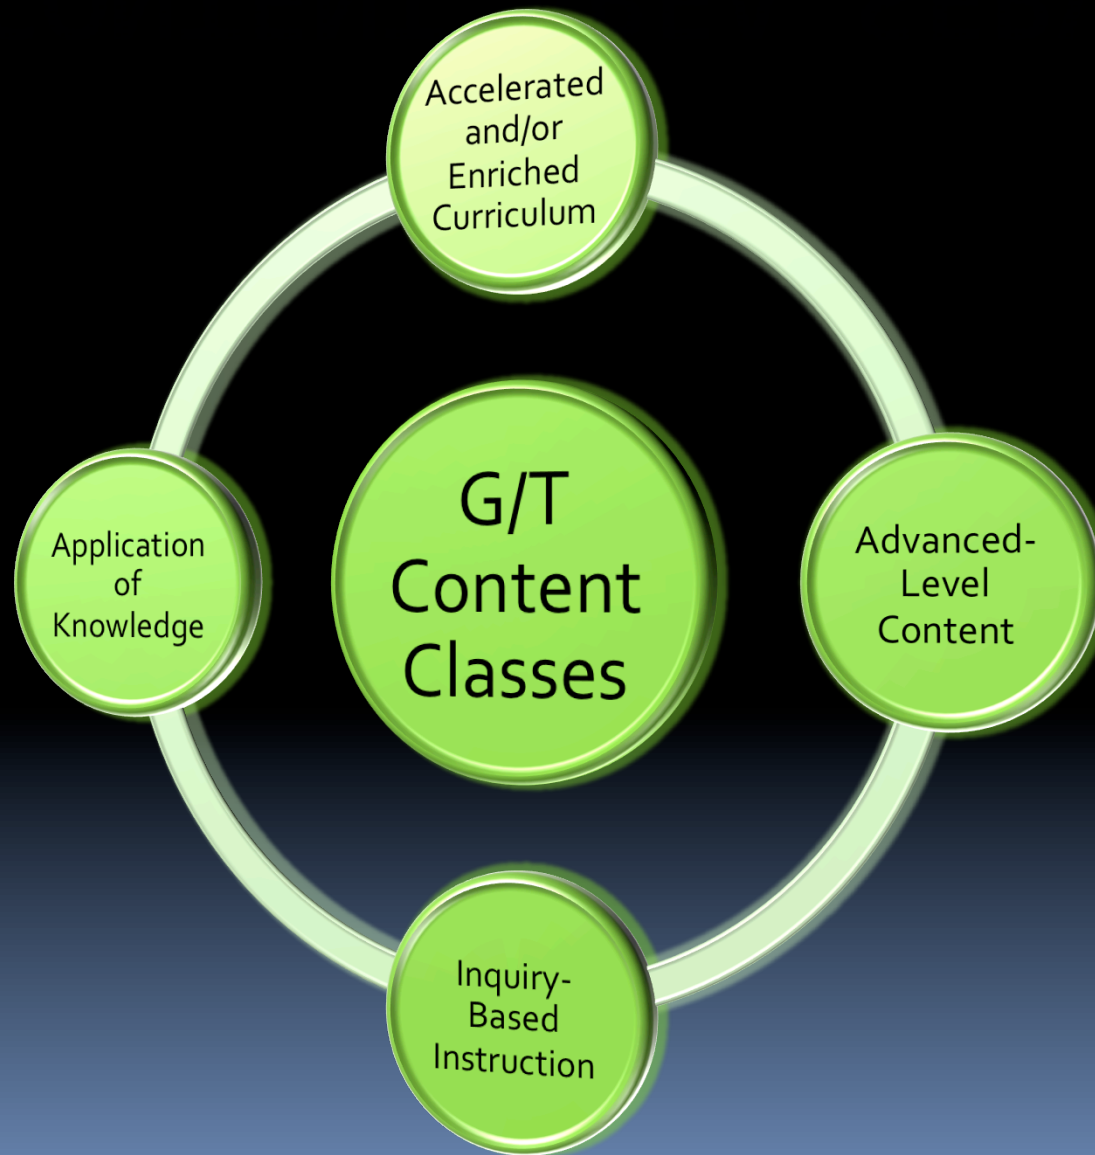 Accelerated
and/or
Enriched
Curriculum
G/T
Content
Classes
Advanced-
Level
Content
Inquiry-
Based
Instruction
Application
of
Knowledge